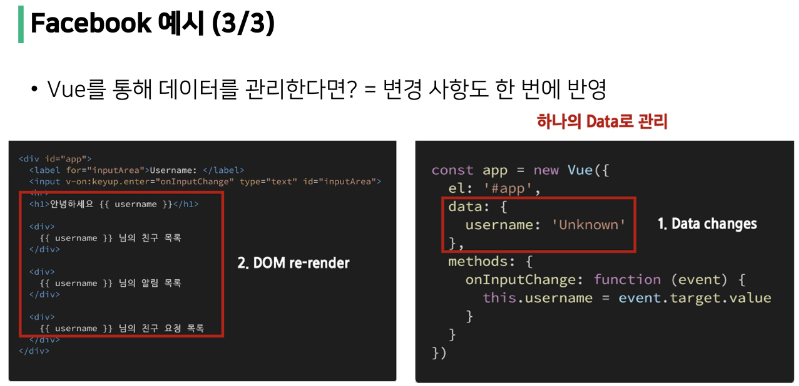 Facebook 예시 (3/3)
• Vue를 통해 데이터를 관리한다면? = 변경 사항도 한 번에 반영
하나의 Data로 관리
<div id="app">
<label for="inputArea">Username: </label>
<input v-on:keyup.enter="onInputChange" type="text" id="inputArea">
<h1>안녕하세요 {{ username }}</h1>
<div>
{{ username }} 님의 친구 목록
</div>
<div>
{{ username }} 님의 알림 목록
</div>
<div>
{{ username }} 님의 친구 요청 목록
</div>
</div>
2. DOM re-render
const app = new Vue({
el: '#app',
data: {
username: 'Unknown'
},
methods: {
onInputChange: function (event) {
this.username = event.target.value
}
}
})
1. Data changes